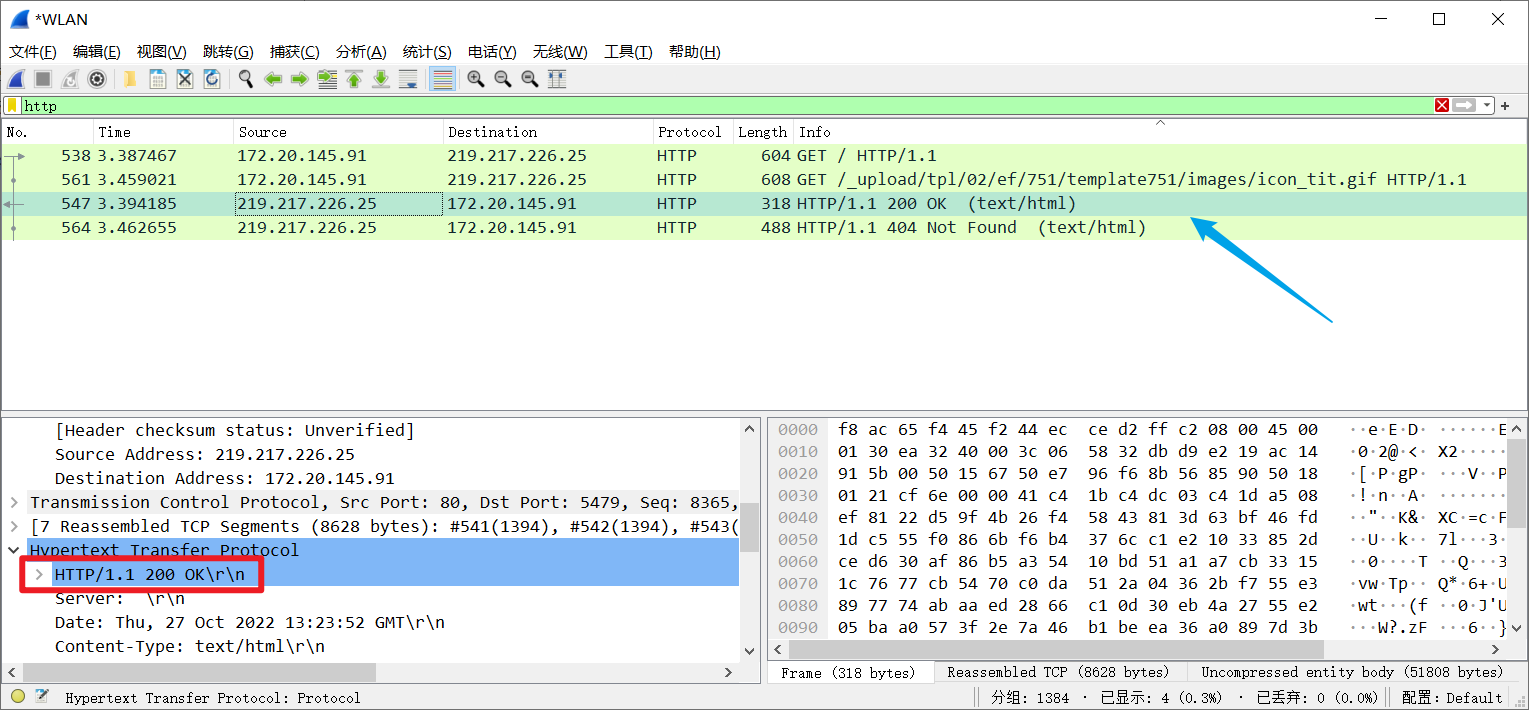 *WLAN
文件(F) 编辑(E) 视图(V) 跳转(G) 捕获(C) 分析(A) 统计(S) 电话(Y) 无线(W) 工具(T) 帮助(H)
http
No. Time Source Destination Protocol Length Info
538 3.387467 172.20.145.91 219.217.226.25 HTTP 604 GET / HTTP/1.1
561 3.459021 172.20.145.91 219.217.226.25 HTTP 608 GET /_upload/tpl/02/ef/751/template751/images/icon_tit.gif HTTP/1.1
547 3.394185 219.217.226.25 172.20.145.91 HTTP 318 HTTP/1.1 200 OK  (text/html)
564 3.462655 219.217.226.25 172.20.145.91 HTTP 488 HTTP/1.1 404 Not Found  (text/html)
[Header checksum status: Unverified]
Source Address: 219.217.226.25
Destination Address: 172.20.145.91
Transmission Control Protocol, Src Port: 80, Dst Port: 5479, Seq: 8365,
[7 Reassembled TCP Segments (8628 bytes): #541(1394), #542(1394), #543(
Hypertext Transfer Protocol
HTTP/1.1 200 OK\r\n
Server:  \r\n
Date: Thu, 27 Oct 2022 13:23:52 GMT\r\n
Content-Type: text/html\r\n
0000 f8 ac 65 f4 45 f2 44 ec ce d2 ff c2 08 00 45 00 ··e·E·D· ······E
0010 01 30 ea 32 40 00 3c 06 58 32 db d9 e2 19 ac 14 ·0·2@·<· X2·····
0020 91 5b 00 50 15 67 50 e7 96 f6 8b 56 85 90 50 18 ·[·P·gP· ···V··P
0030 01 21 cf 6e 00 00 41 c4 1b c4 dc 03 c4 1d a5 08 ·!·n··A· ·······
0040 ef 81 22 d5 9f 4b 26 f4 58 43 81 3d 63 bf 46 fd ··"··K&· XC·=c·F
0050 1d c5 55 f0 86 6b f6 b4 37 6c c1 e2 10 33 85 2d ··U··k·· 7l···3·
0060 ce d6 30 af 86 b5 a3 54 10 bd 51 a1 a7 cb 33 15 ··0····T ··Q···3
0070 1c 76 77 cb 54 70 c0 da 51 2a 04 36 2b f7 55 e3 ·vw·Tp·· Q*·6+·U
0080 89 77 74 ab aa ed 28 66 c1 0d 30 eb 4a 27 55 e2 ·wt···(f ··0·J'U
0090 05 ba a0 57 3f 2e 7a 46 b1 be ea 36 a0 89 7d 3b ···W?.zF ···6··}
Frame (318 bytes) Reassembled TCP (8628 bytes) Uncompressed entity body (51808 bytes)
Hypertext Transfer Protocol: Protocol 分组: 1384 · 已显示: 4 (0.3%) · 已丢弃: 0 (0.0%) 配置: Default